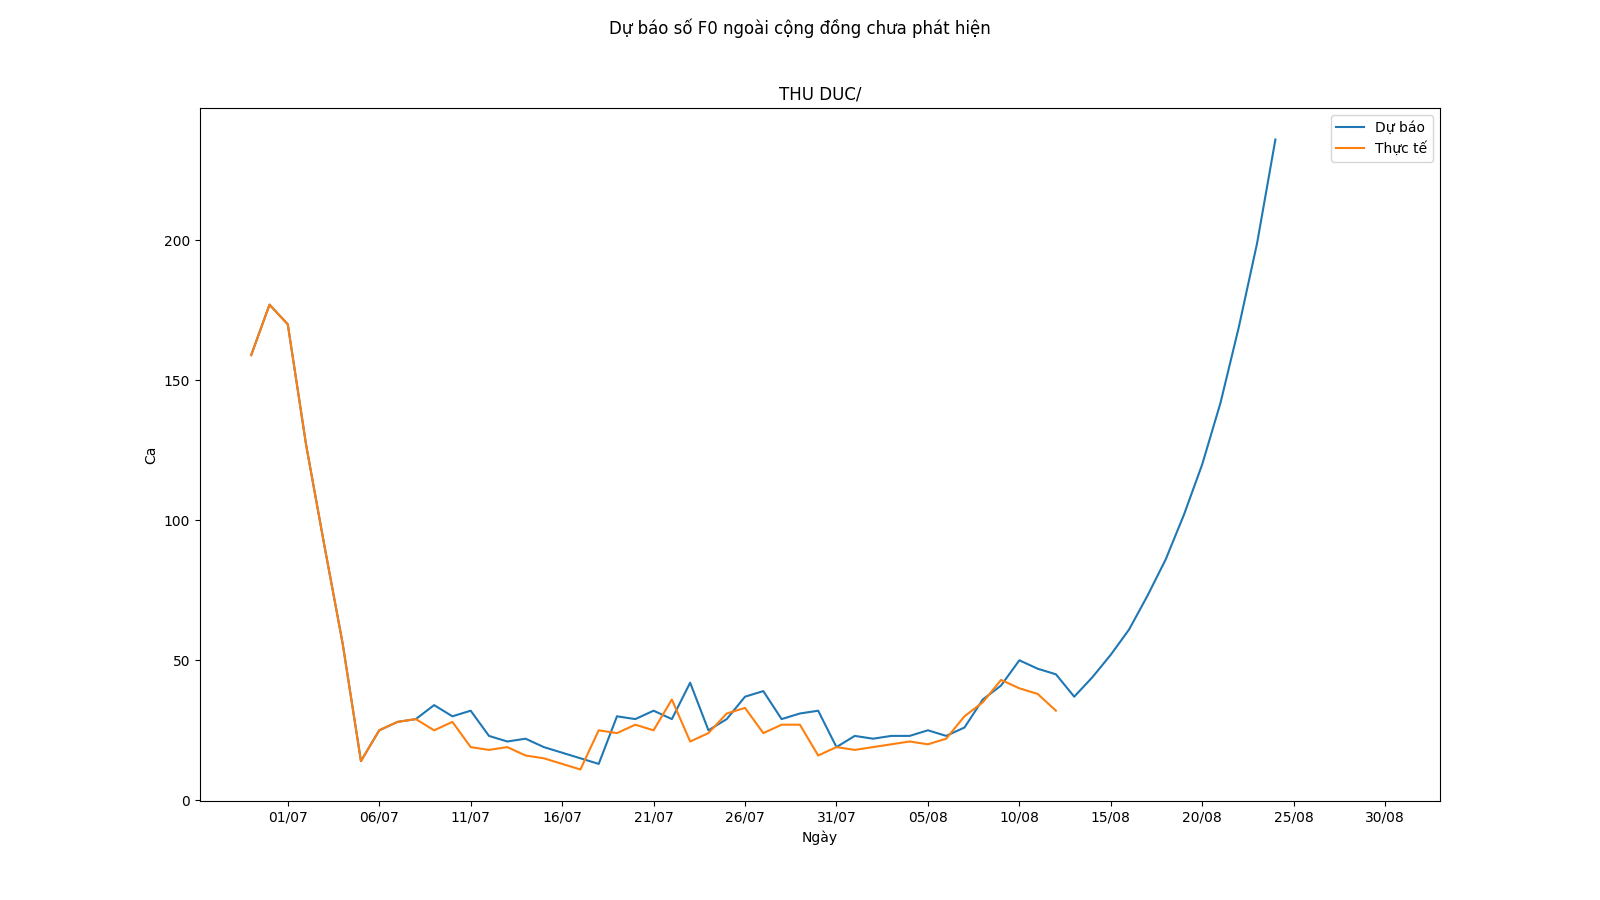 Dự báo số F0 ngoài cộng đồng chưa phát hiện
THU DUC/
Dự báo
Thực tế
200
150
100
50
0
Ca
01/07 06/07 11/07 16/07 21/07 26/07 31/07 05/08 10/08 15/08 20/08 25/08 30/08
Ngày